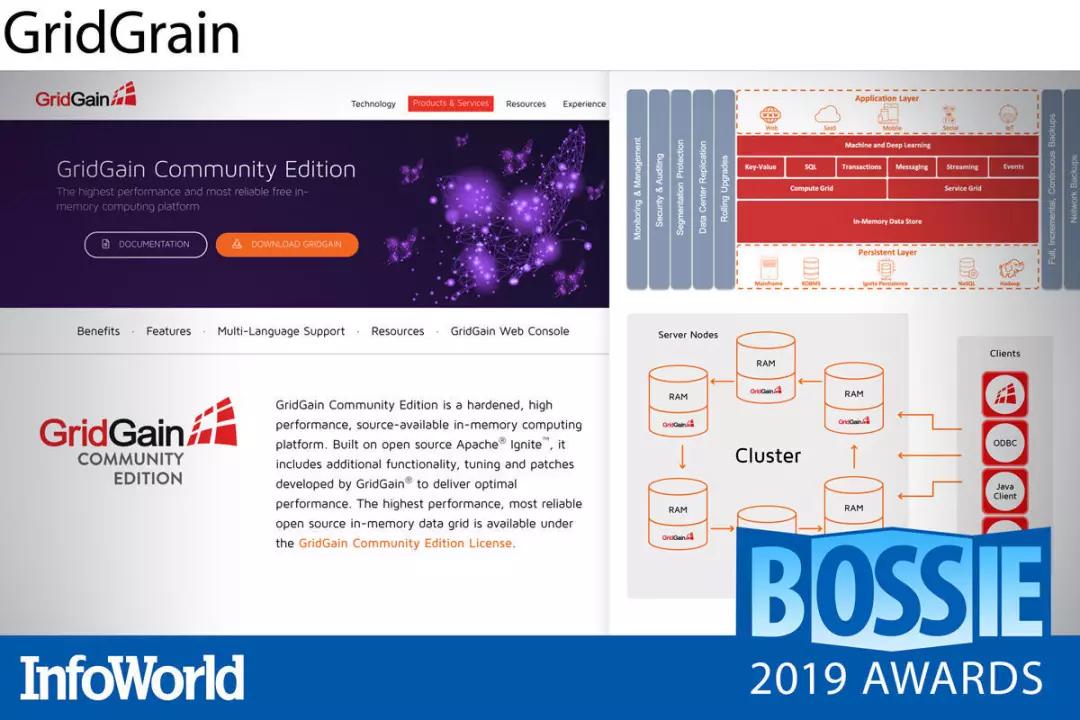 GridGrain
GridGain
Technology
Products & Services
Resources
Experience
GridGain Community Edition
The highest performance and most reliable free in-
memory computing platform
DOCUMENTATION
DOWNLOAD GRIDGAIN
Benefits · Features · Multi-Language Support · Resources · GridGain Web Console
GridGain
COMMUNITY
EDITION
GridGain Community Edition is a hardened, high
performance, source-available in-memory computing
platform. Built on open source Apache® Ignite™, it
includes additional functionality, tuning and patches
developed by GridGain® to deliver optimal
performance. The highest performance, most reliable
open source in-memory data grid is available under
the GridGain Community Edition License.
Monitoring & Management
Security & Auditing
Segmentation Protection
Data Center Replication
Rolling Upgrades
Application Layer
Web
SaaS
Mobile
Social
IoT
Machine and Deep Learning
Key-Value
SQL
Transactions
Messaging
Streaming
Events
Compute Grid
Service Grid
In-Memory Data Store
Persistent Layer
Mainframe
RDBMS
Ignite Persistence
NoSQL
Hadoop
Full, Incremental, Continuous Backups
Network Backups
Server Nodes
RAM
GridGain
RAM
GridGain
RAM
GridGain
Cluster
RAM
GridGain
RAM
Clients
ODBC
Java
Client
BOSSIE
2019 AWARDS
InfoWorld